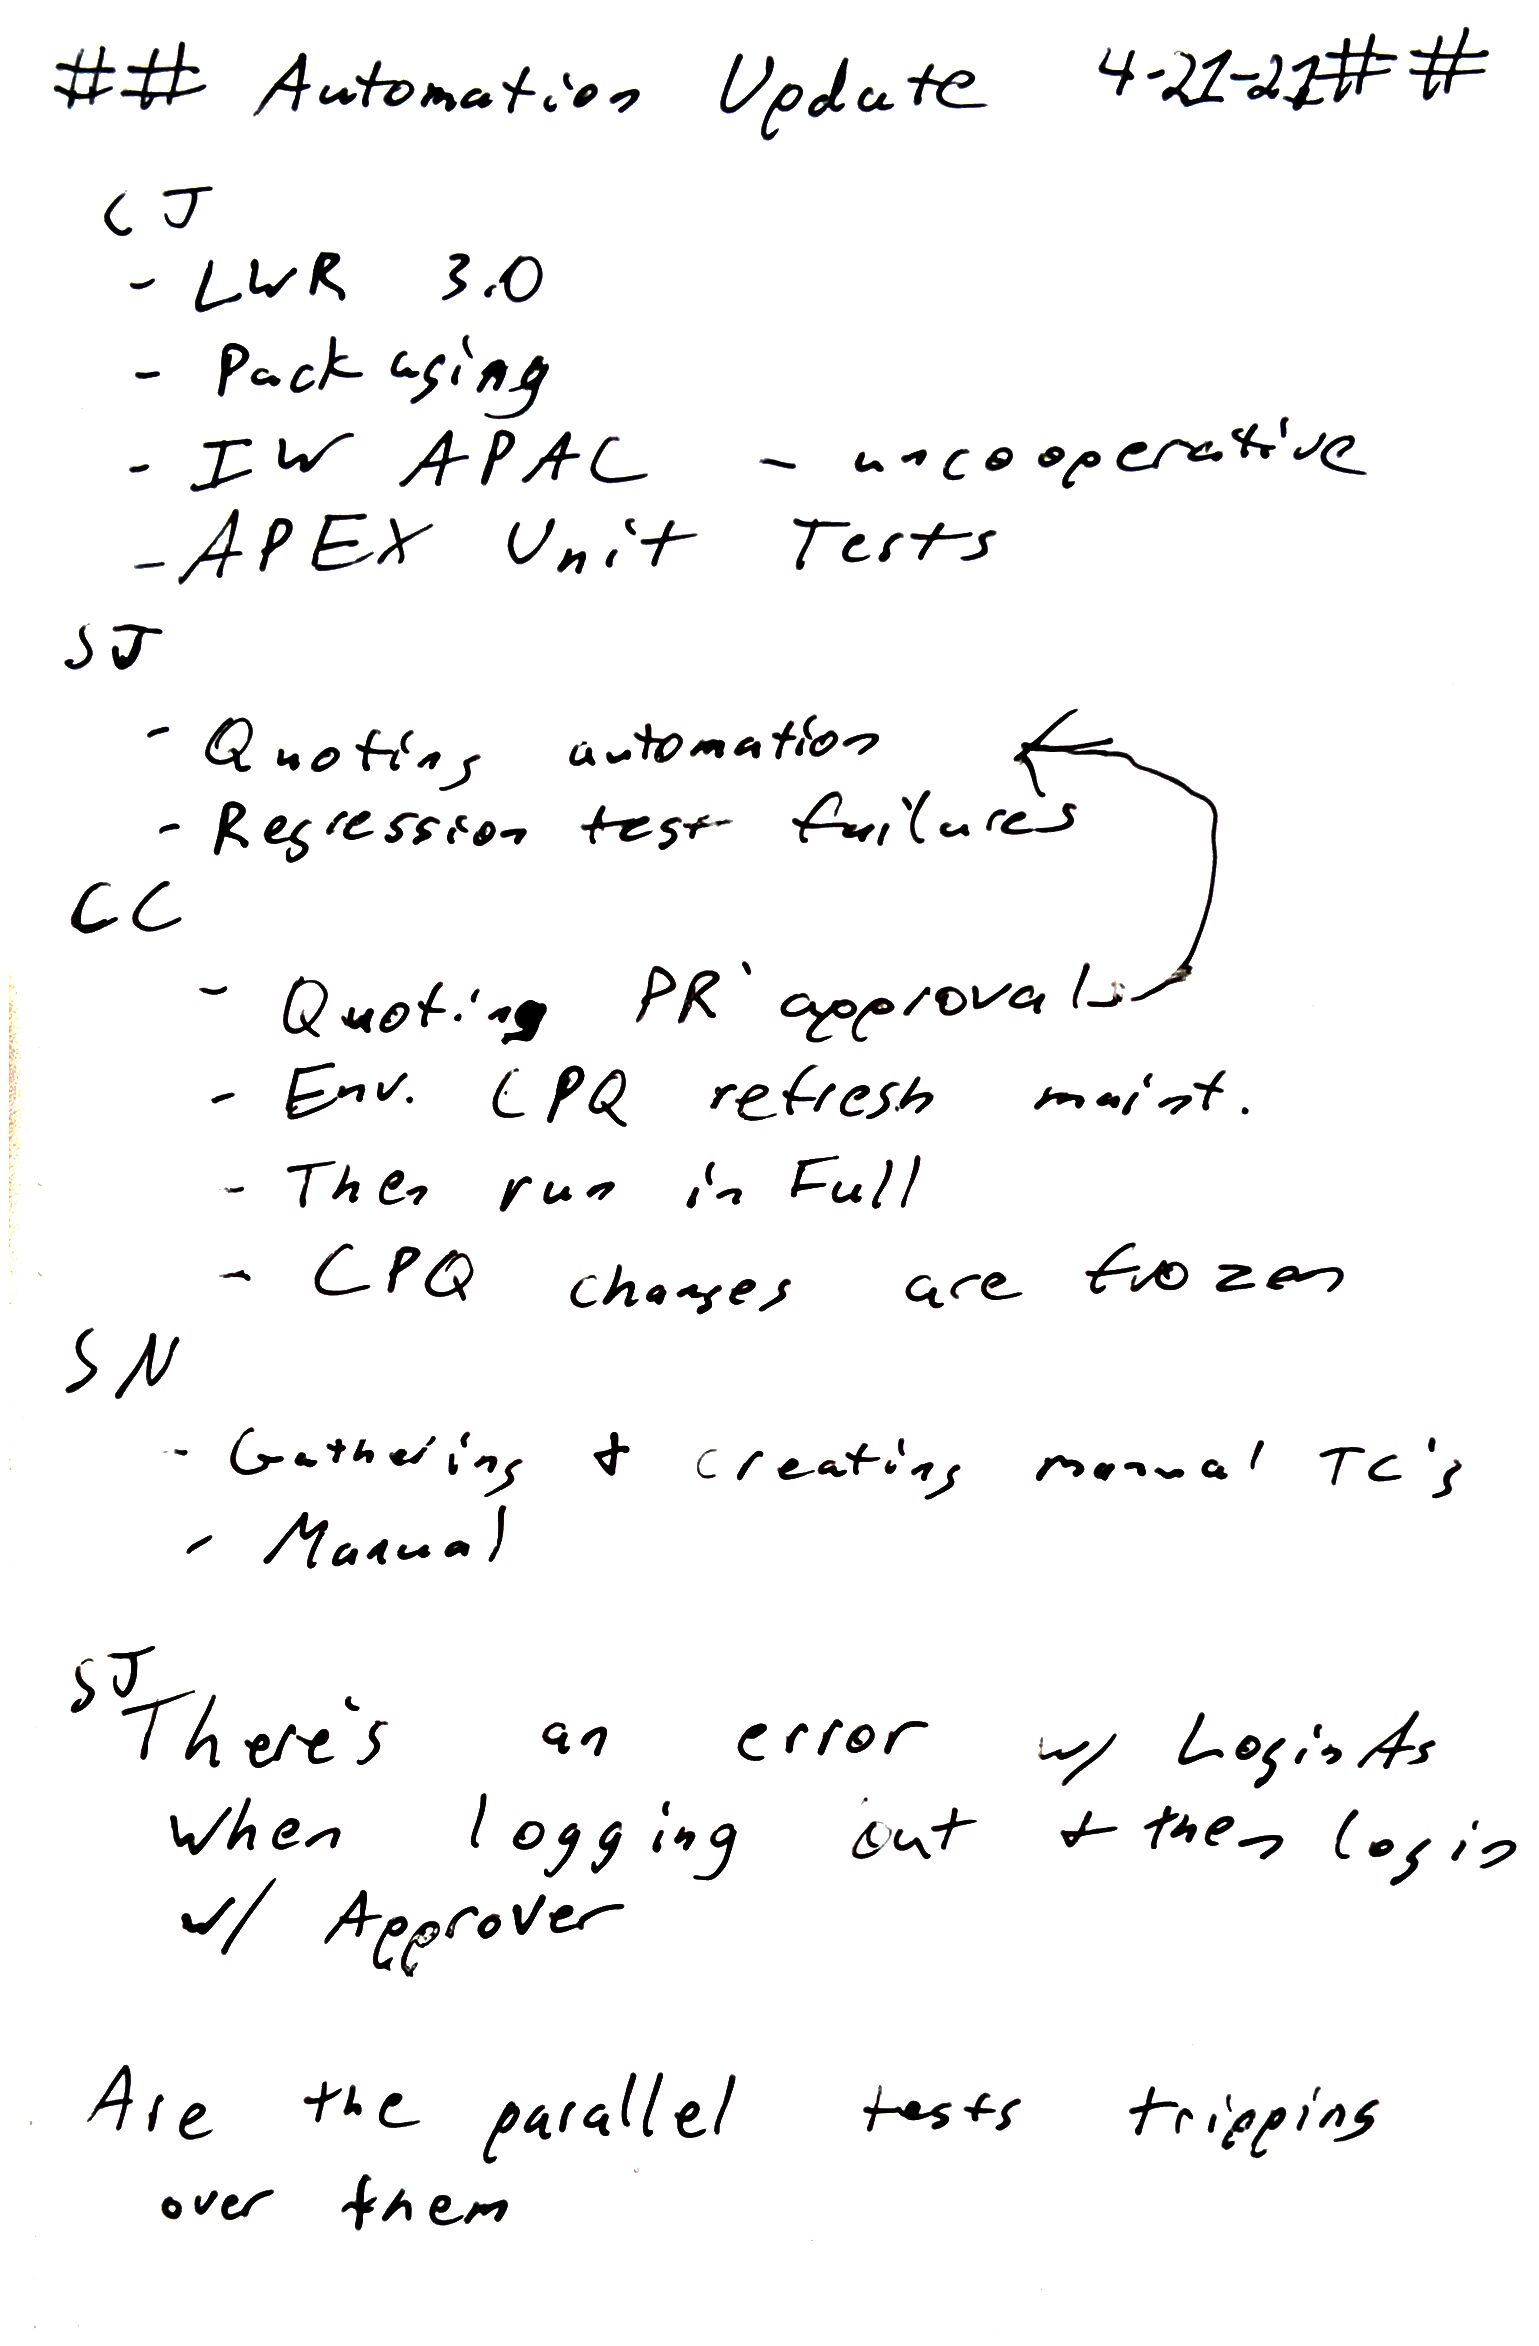 ## Automation Update 4-21-21##
CJ
- LWR 3.0
- Packaging
- IW APAC - uncooperative
- APEX Unit Tests
SJ
- Quoting automation
- Regression test failures
CC
- Quoting PR approvals
- Env. CPQ refresh maint.
- Then run in Full
- CPQ changes are frozen
SN
- Gathering & creating manual TC's
- Manual
SJ
There's an error w/ LoginAs
when logging out & then login
w/ Approver
Are the parallel tests tripping
over them